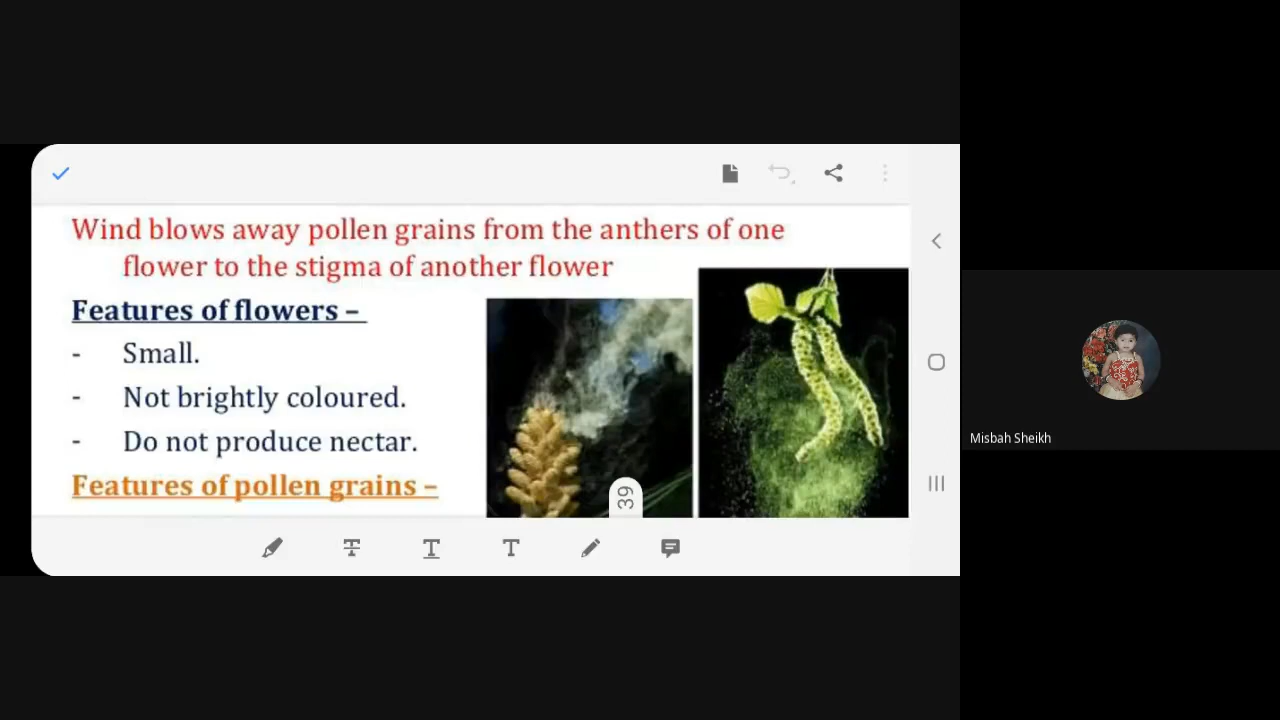 Wind blows away pollen grains from the anthers of one
flower to the stigma of another flower
Features of flowers –
- Small.
- Not brightly coloured.
- Do not produce nectar.
Features of pollen grains –
39
Misbah Sheikh